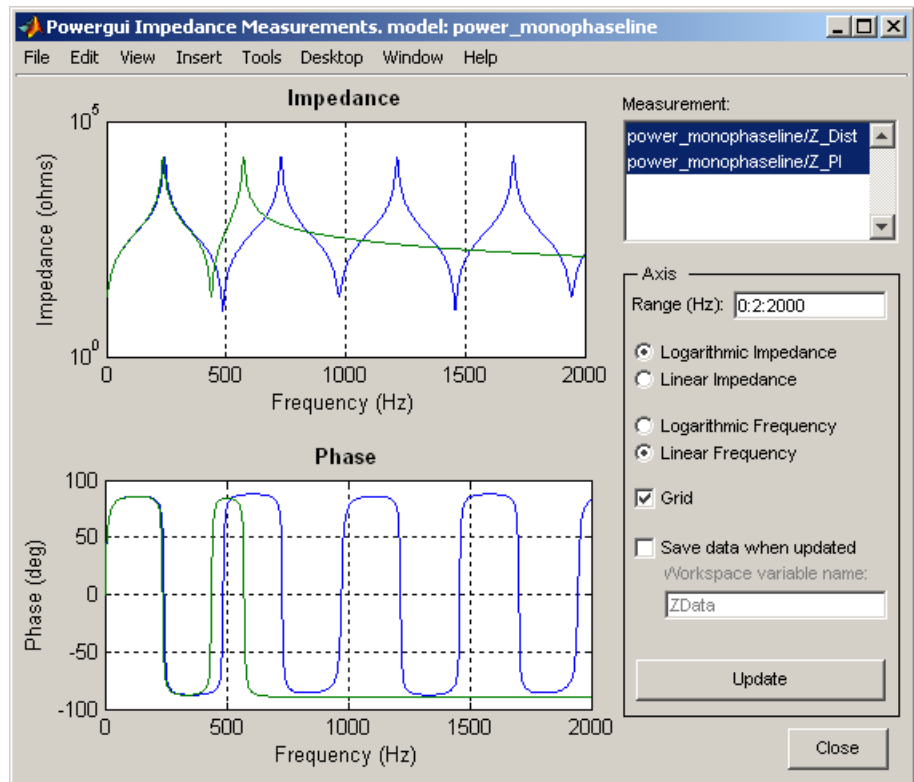 Powergui Impedance Measurements. model: power_monophaseline
File Edit View Insert Tools Desktop Window Help
Impedance
10^5
10^0
Impedance (ohms)
0 500 1000 1500 2000
Frequency (Hz)
Phase
100
50
0
-50
-100
Phase (deg)
0 500 1000 1500 2000
Frequency (Hz)
Measurement:
power_monophaseline/Z_Dist
power_monophaseline/Z_PI
Axis
Range (Hz): 0:2:2000
Logarithmic Impedance
Linear Impedance
Logarithmic Frequency
Linear Frequency
Grid
Save data when updated
Workspace variable name:
ZData
Update
Close